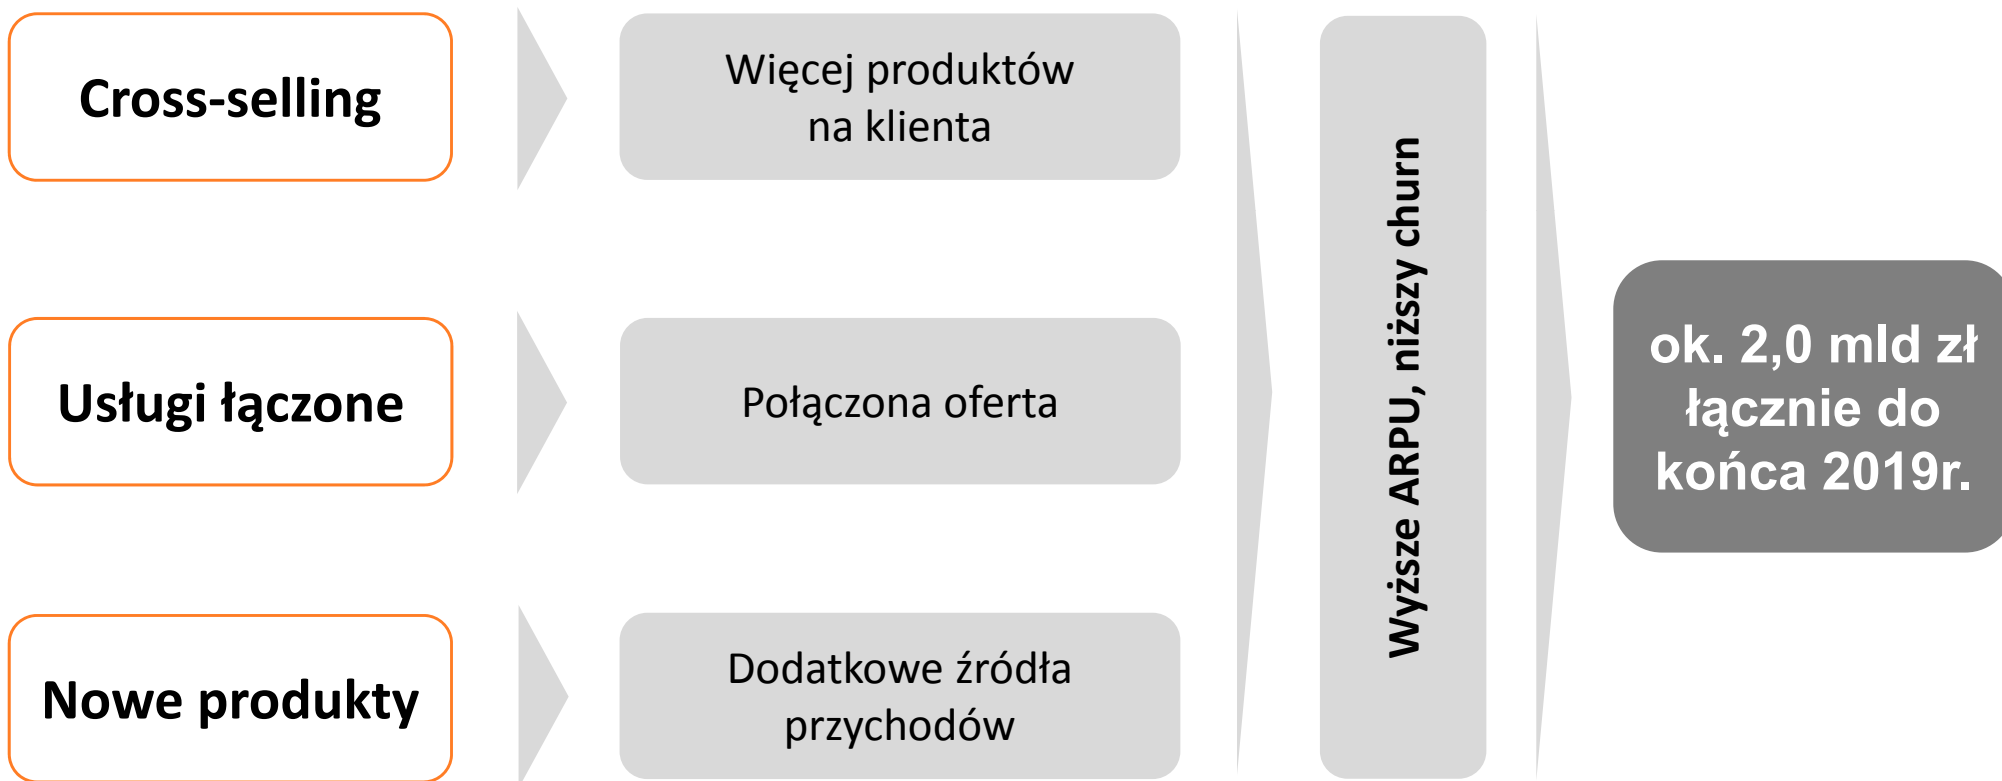 Cross-selling
Więcej produktów
na klienta
Usługi łączone
Połączona oferta
Nowe produkty
Dodatkowe źródła
przychodów
Wyższe ARPU, niższy churn
ok. 2,0 mld zł
łącznie do
końca 2019r.